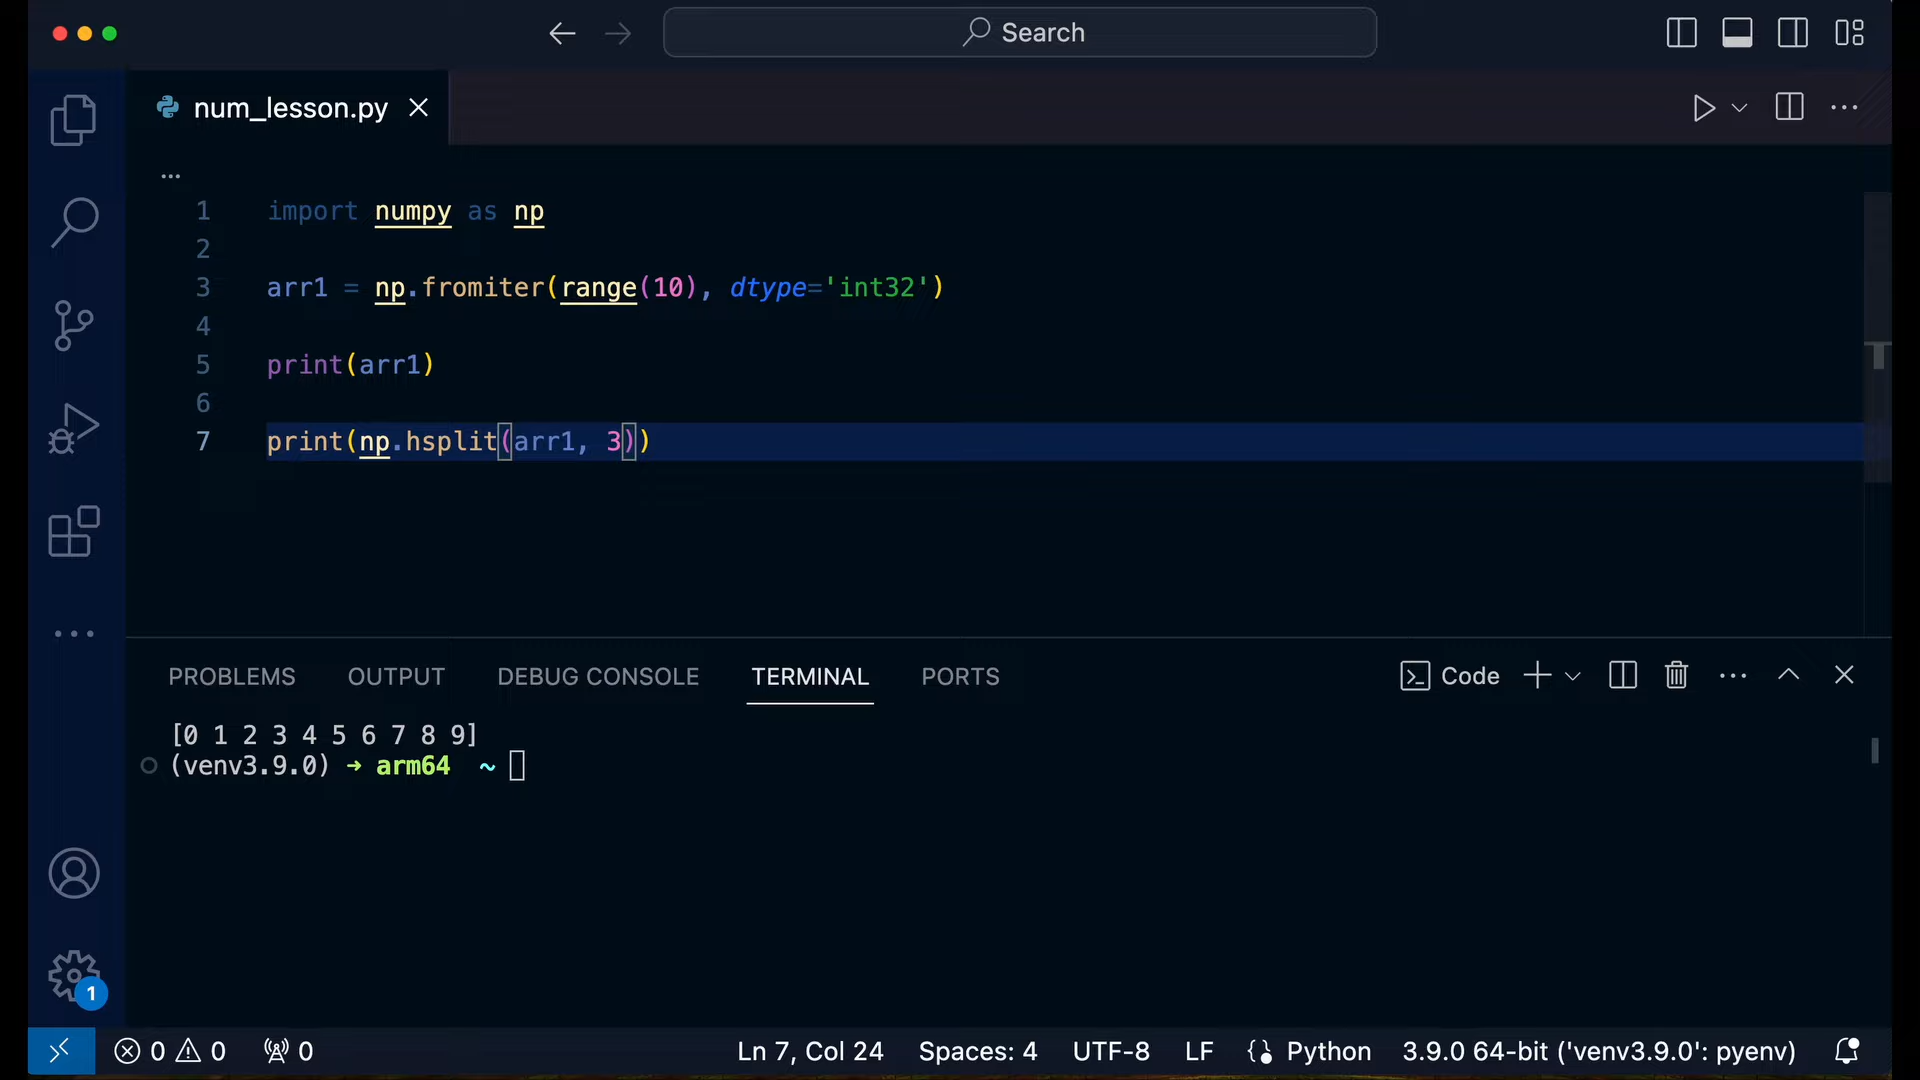 Search
num_lesson.py
...
1 import numpy as np
2
3 arr1 = np.fromiter(range(10), dtype='int32')
4
5 print(arr1)
6
7 print(np.hsplit(arr1, 3))
PROBLEMS OUTPUT DEBUG CONSOLE TERMINAL PORTS Code
[0 1 2 3 4 5 6 7 8 9]
(venv3.9.0) → arm64 ~
1
0 0 0 Ln 7, Col 24 Spaces: 4 UTF-8 LF Python 3.9.0 64-bit ('venv3.9.0': pyenv)